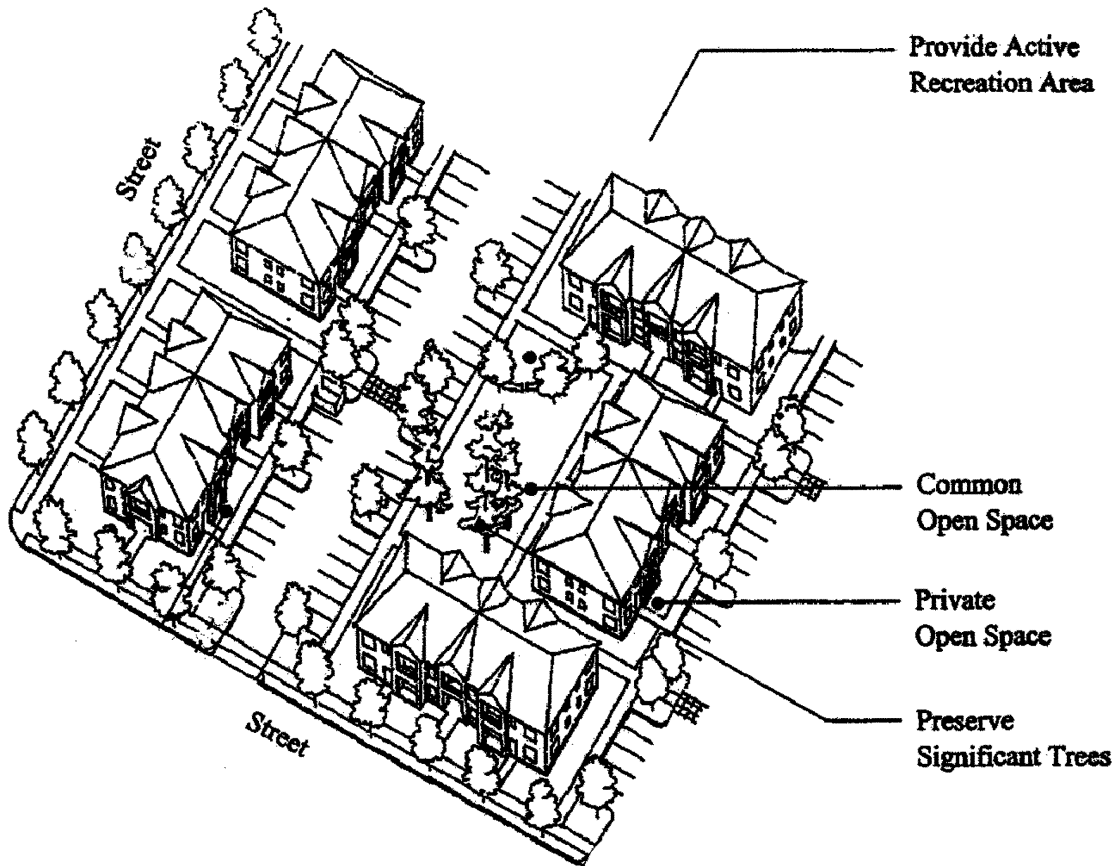 Provide Active
Recreation Area
Street
Common
Open Space
Private
Open Space
Street
Preserve
Significant Trees